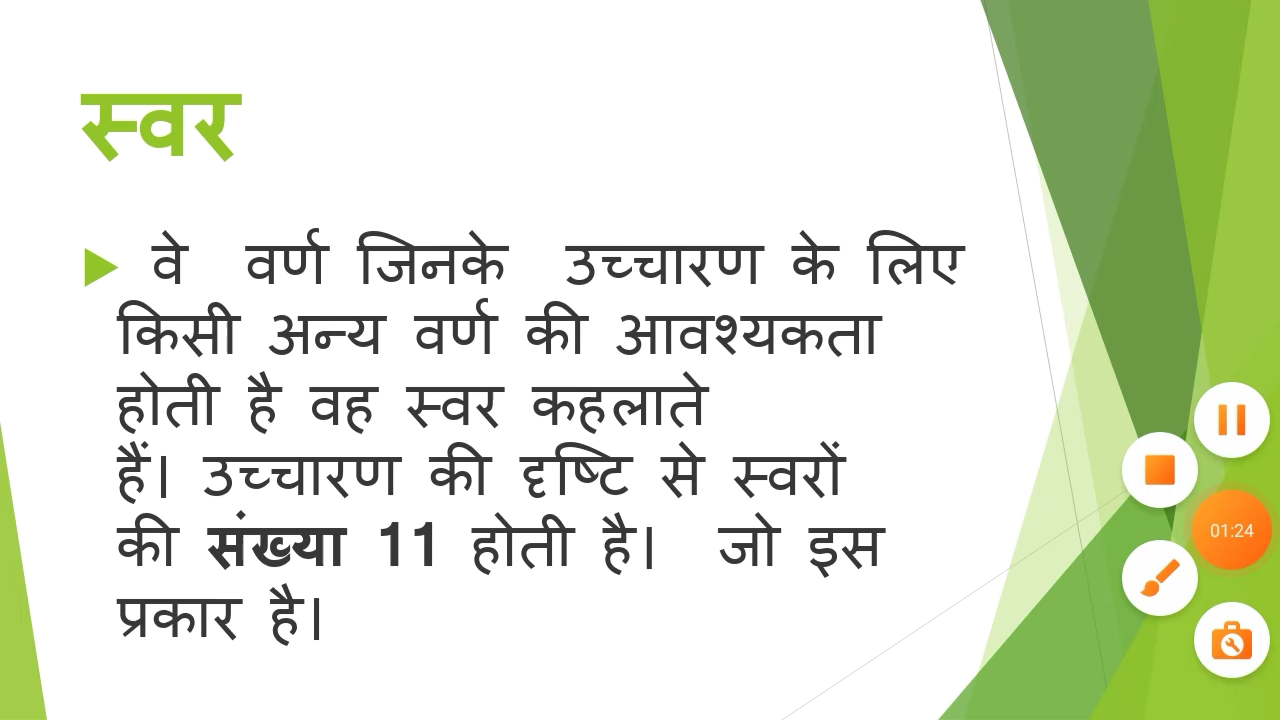 स्वर
वे वर्ण जिनके उच्चारण के लिए
किसी अन्य वर्ण की आवश्यकता
होती है वह स्वर कहलाते
हैं। उच्चारण की दृष्टि से स्वरों
की संख्या 11 होती है। जो इस
प्रकार है।
01:24